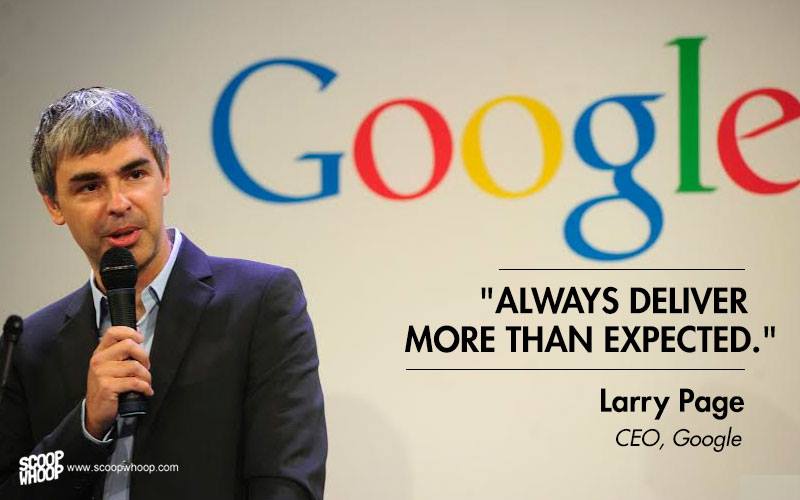 Google
"ALWAYS DELIVER
MORE THAN EXPECTED."
Larry Page
CEO, Google
SCOOP
WHOOP
www.scoopwhoop.com